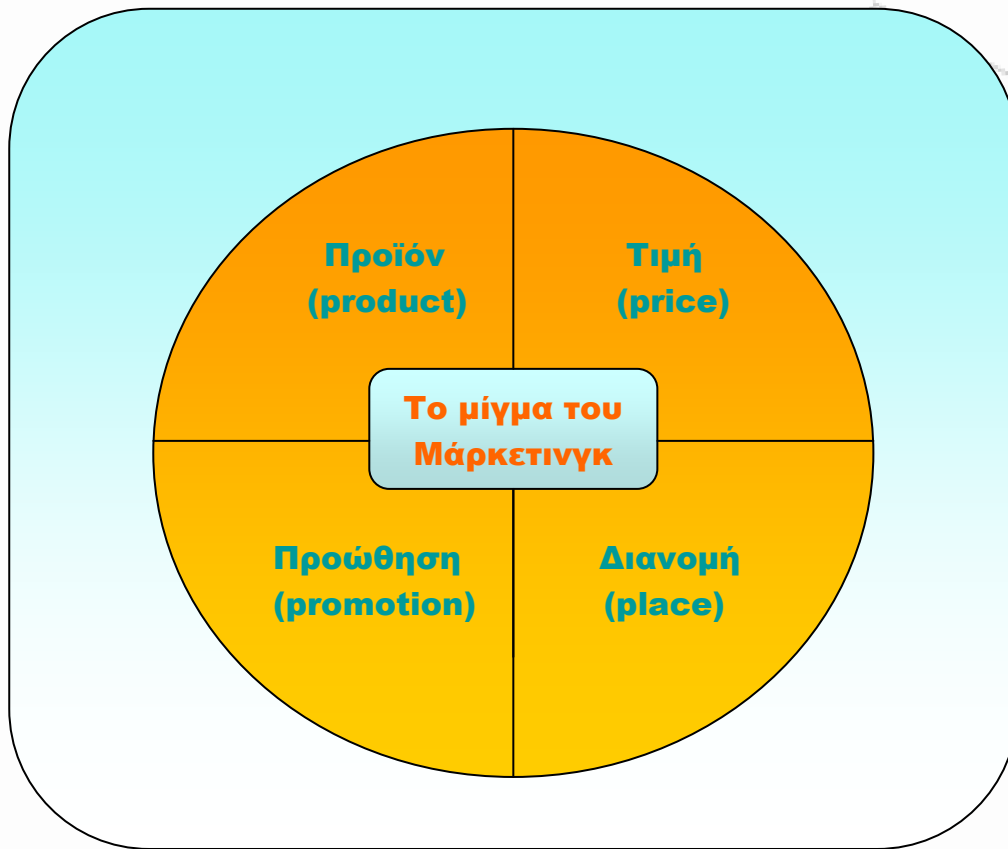 Προϊόν
(product)
Τιμή
(price)
Το μίγμα του
Μάρκετινγκ
Προώθηση
(promotion)
Διανομή
(place)